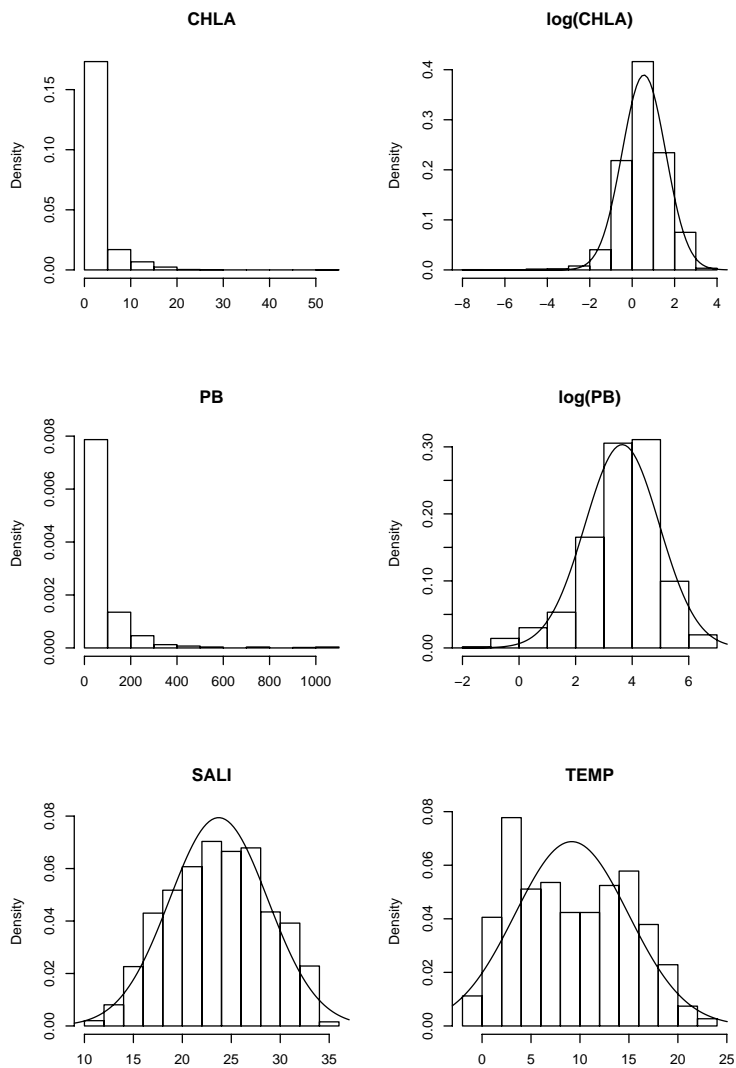 CHLA
Density
0.00 0.05 0.10 0.15
0 10 20 30 40 50
log(CHLA)
Density
0.0 0.1 0.2 0.3 0.4
−8 −6 −4 −2 0 2 4
PB
Density
0.000 0.002 0.004 0.006 0.008
0 200 400 600 800 1000
log(PB)
Density
0.00 0.10 0.20 0.30
−2 0 2 4 6
SALI
Density
0.00 0.02 0.04 0.06 0.08
10 15 20 25 30 35
TEMP
Density
0.00 0.02 0.04 0.06 0.08
0 5 10 15 20 25